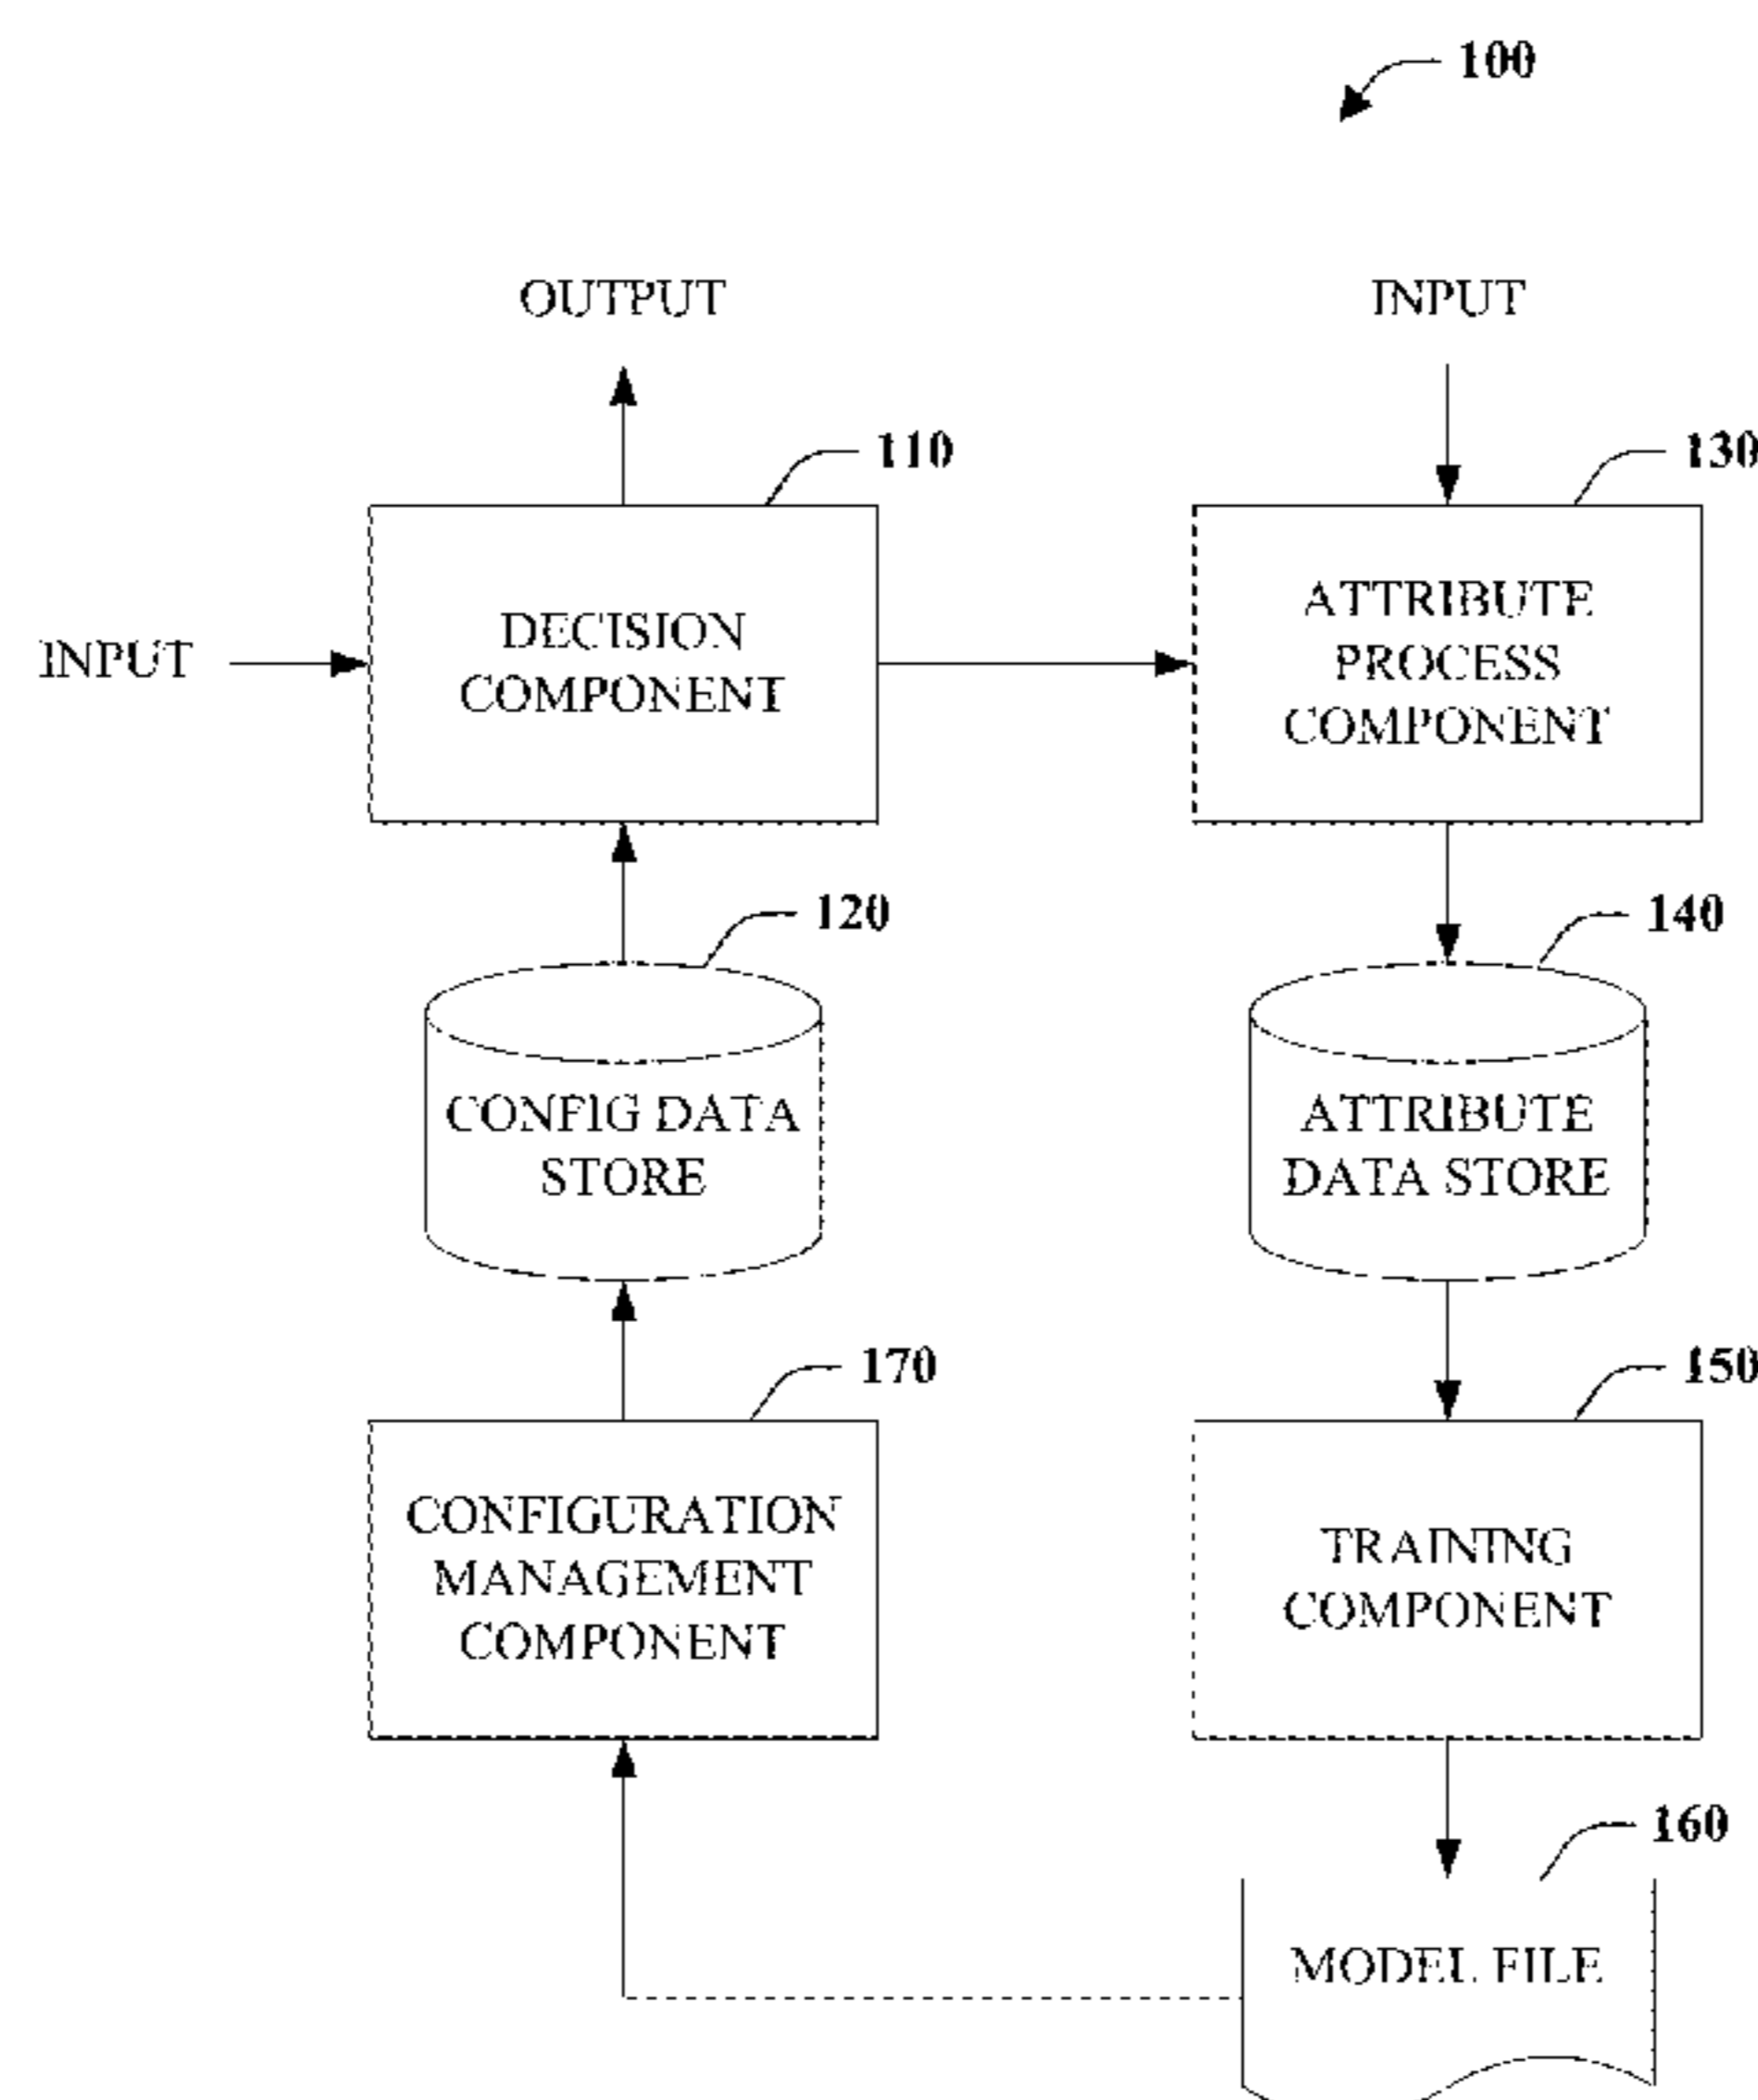 100
OUTPUT
INPUT
110
130
INPUT
DECISION
COMPONENT
ATTRIBUTE
PROCESS
COMPONENT
120
140
CONFIG DATA
STORE
ATTRIBUTE
DATA STORE
170
150
CONFIGURATION
MANAGEMENT
COMPONENT
TRAINING
COMPONENT
160
MODEL FILE